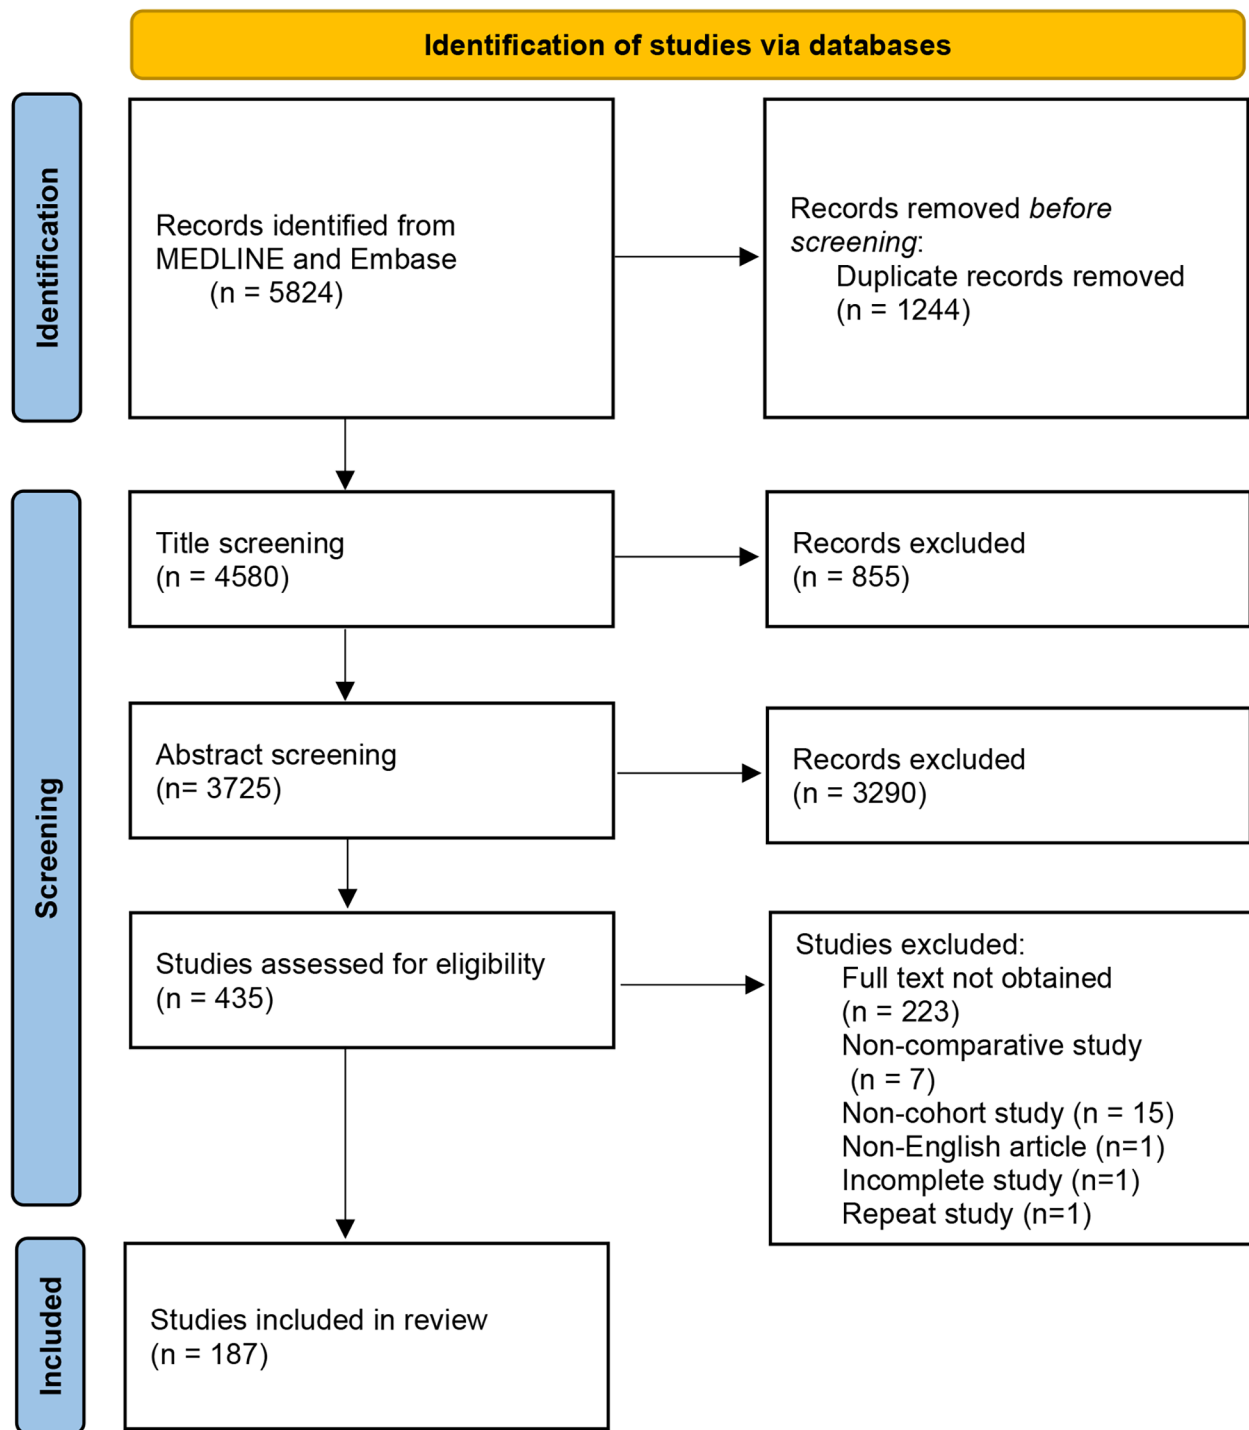 Identification of studies via databases
Identification
Records identified from
MEDLINE and Embase
(n = 5824)
Records removed before
screening:
Duplicate records removed
(n = 1244)
Screening
Title screening
(n = 4580)
Records excluded
(n = 855)
Abstract screening
(n= 3725)
Records excluded
(n = 3290)
Studies assessed for eligibility
(n = 435)
Studies excluded:
Full text not obtained
(n = 223)
Non-comparative study
(n = 7)
Non-cohort study (n = 15)
Non-English article (n=1)
Incomplete study (n=1)
Repeat study (n=1)
Included
Studies included in review
(n = 187)